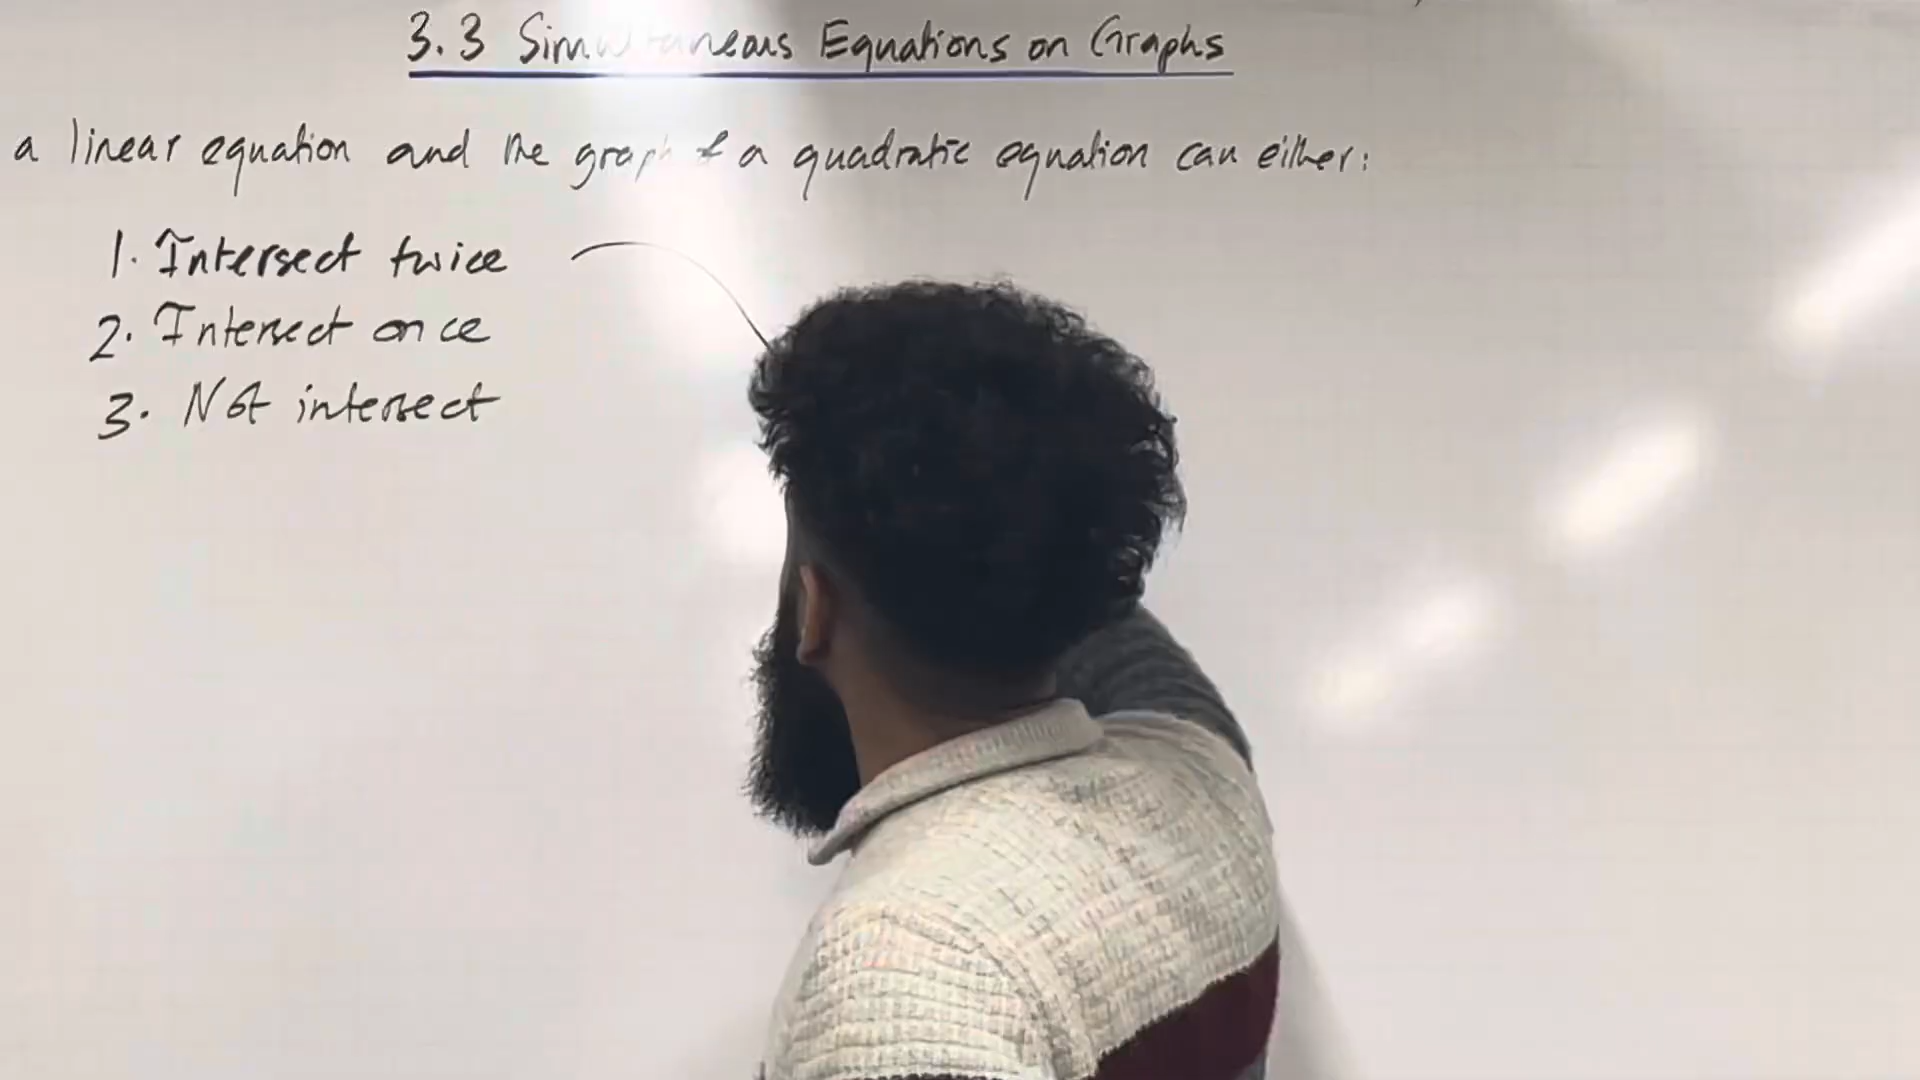 3.3 Simultaneous Equations on Graphs
a linear equation and the graph of a quadratic equation can either:
1. Intersect twice
2. Intersect once
3. Not intersect